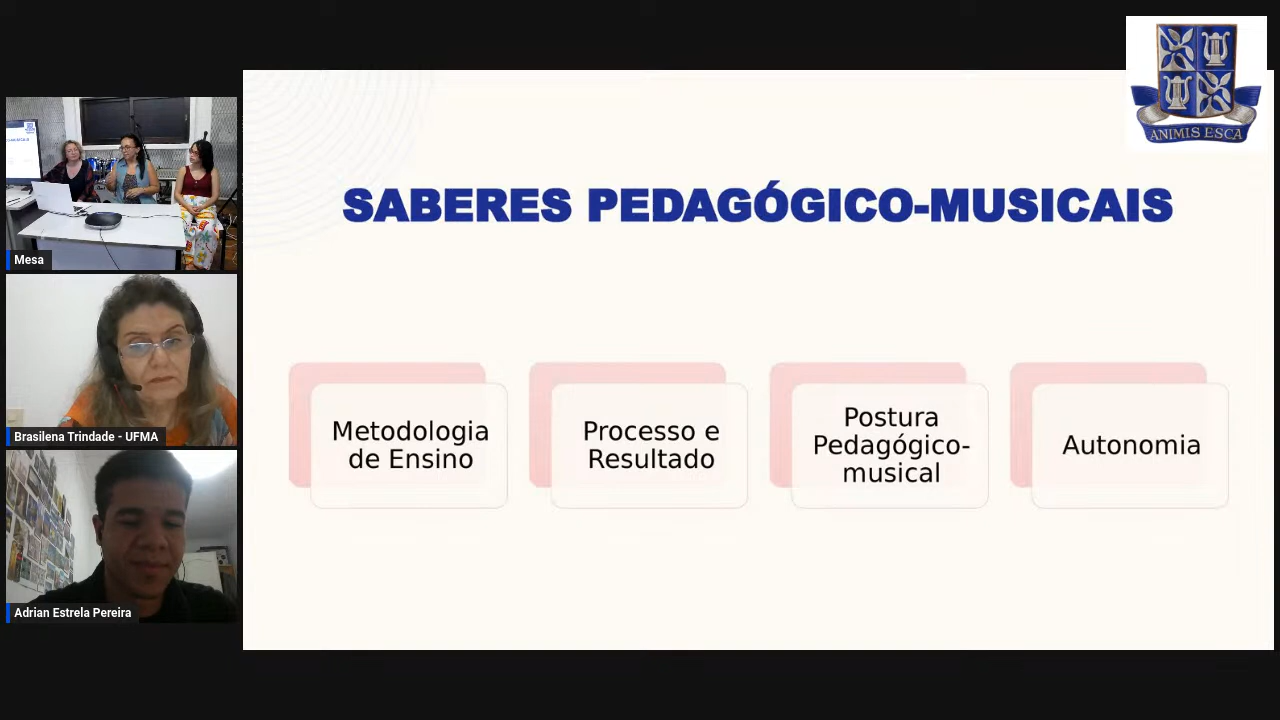 ANIMIS ESCA
SABERES PEDAGÓGICO-MUSICAIS
Metodologia
de Ensino
Processo e
Resultado
Postura
Pedagógico-
musical
Autonomia
Mesa
Brasilena Trindade - UFMA
Adrian Estrela Pereira